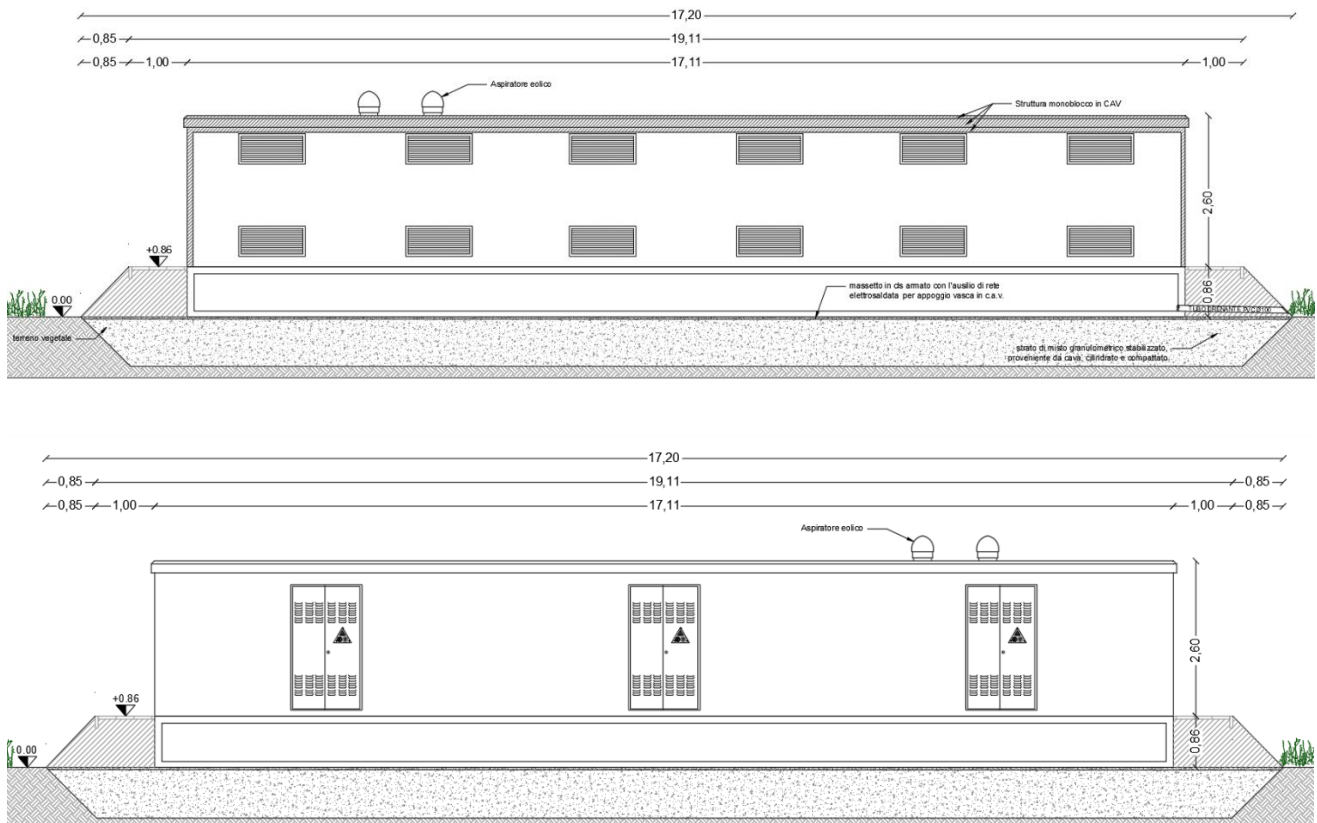 17,20
0,85 19,11
0,85 1,00 17,11 1,00
Aspiratore eolico
Struttura monoblocco in CAV
2,60
+0.86
0,86
0.00
massetto in cls armato con l'ausilio di rete
elettrosaldata per appoggio vasca in c.a.v.
terreno vegetale
strato di misto granulometrico stabilizzato,
proveniente da cava, cilindrato e compattato
17,20
0,85 19,11 0,85
0,85 1,00 17,11 1,00 0,85
Aspiratore eolico
2,60
+0.86
0,86
0.00